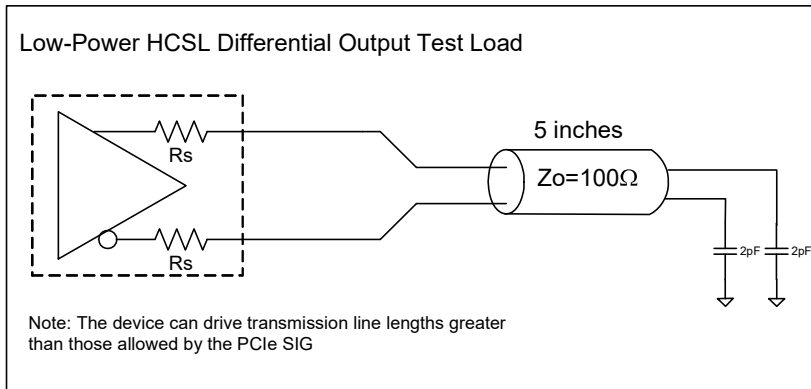 Low-Power HCSL Differential Output Test Load
5 inches
Rs
Zo=100Ω
Rs
2pF
2pF
Note: The device can drive transmission line lengths greater
than those allowed by the PCIe SIG